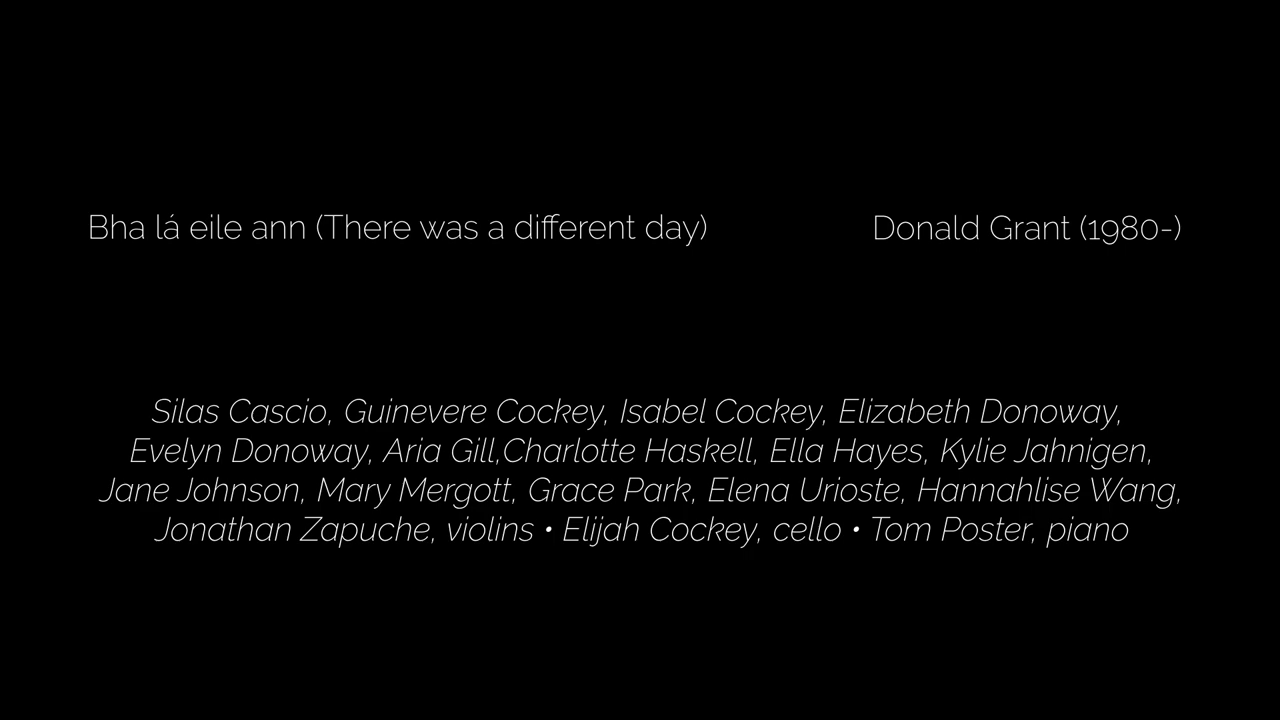 Bha lá eile ann (There was a different day) Donald Grant (1980-)
Silas Cascio, Guinevere Cockey, Isabel Cockey, Elizabeth Donoway,
Evelyn Donoway, Aria Gill,Charlotte Haskell, Ella Hayes, Kylie Jahnigen,
Jane Johnson, Mary Mergott, Grace Park, Elena Urioste, Hannahlise Wang,
Jonathan Zapuche, violins • Elijah Cockey, cello • Tom Poster, piano